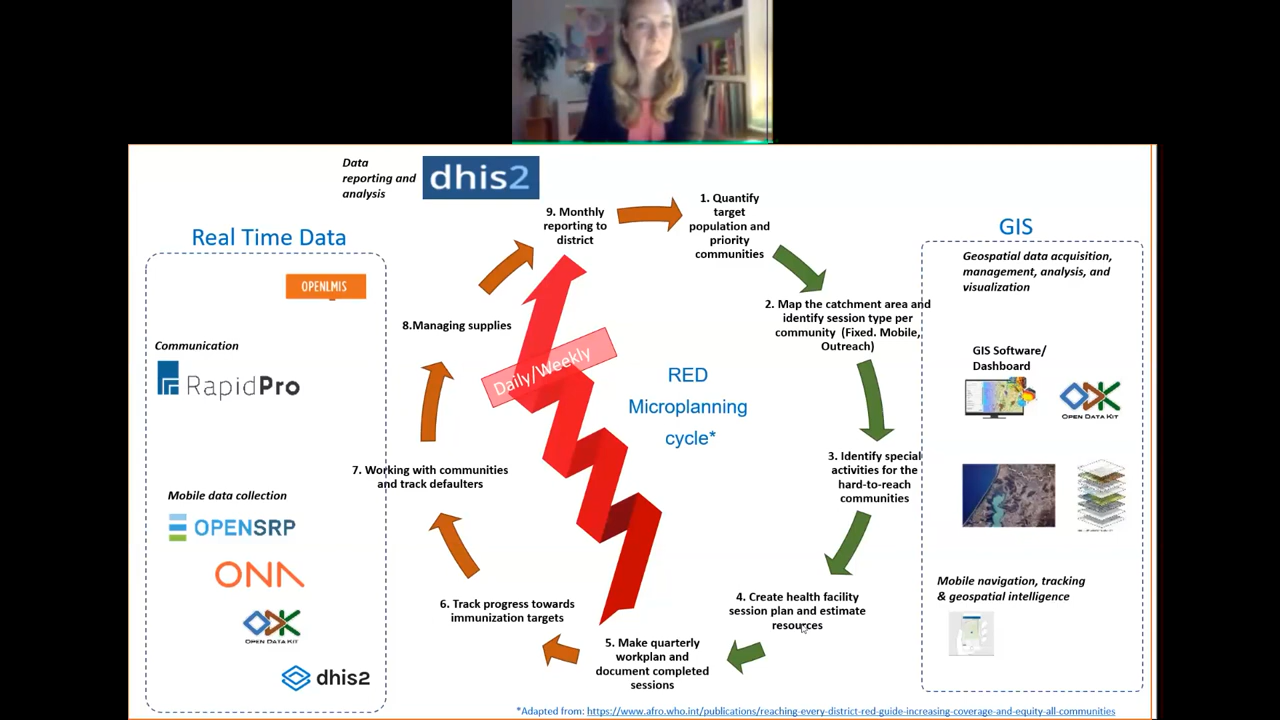 Data
reporting and
analysis
dhis2
Real Time Data
OPENLMIS
Communication
RapidPro
Mobile data collection
OPENSRP
ONA
OPEN DATA KIT
dhis2
9. Monthly
reporting to
district
1. Quantify
target
population and
priority
communities
2. Map the catchment area and
identify session type per
community (Fixed. Mobile,
Outreach)
3. Identify special
activities for the
hard-to-reach
communities
4. Create health facility
session plan and estimate
resources
5. Make quarterly
workplan and
document completed
sessions
6. Track progress towards
immunization targets
7. Working with communities
and track defaulters
8.Managing supplies
Daily/Weekly
RED
Microplanning
cycle*
GIS
Geospatial data acquisition,
management, analysis, and
visualization
GIS Software/
Dashboard
OPEN DATA KIT
Mobile navigation, tracking
& geospatial intelligence
*Adapted from: https://www.afro.who.int/publications/reaching-every-district-red-guide-increasing-coverage-and-equity-all-communities